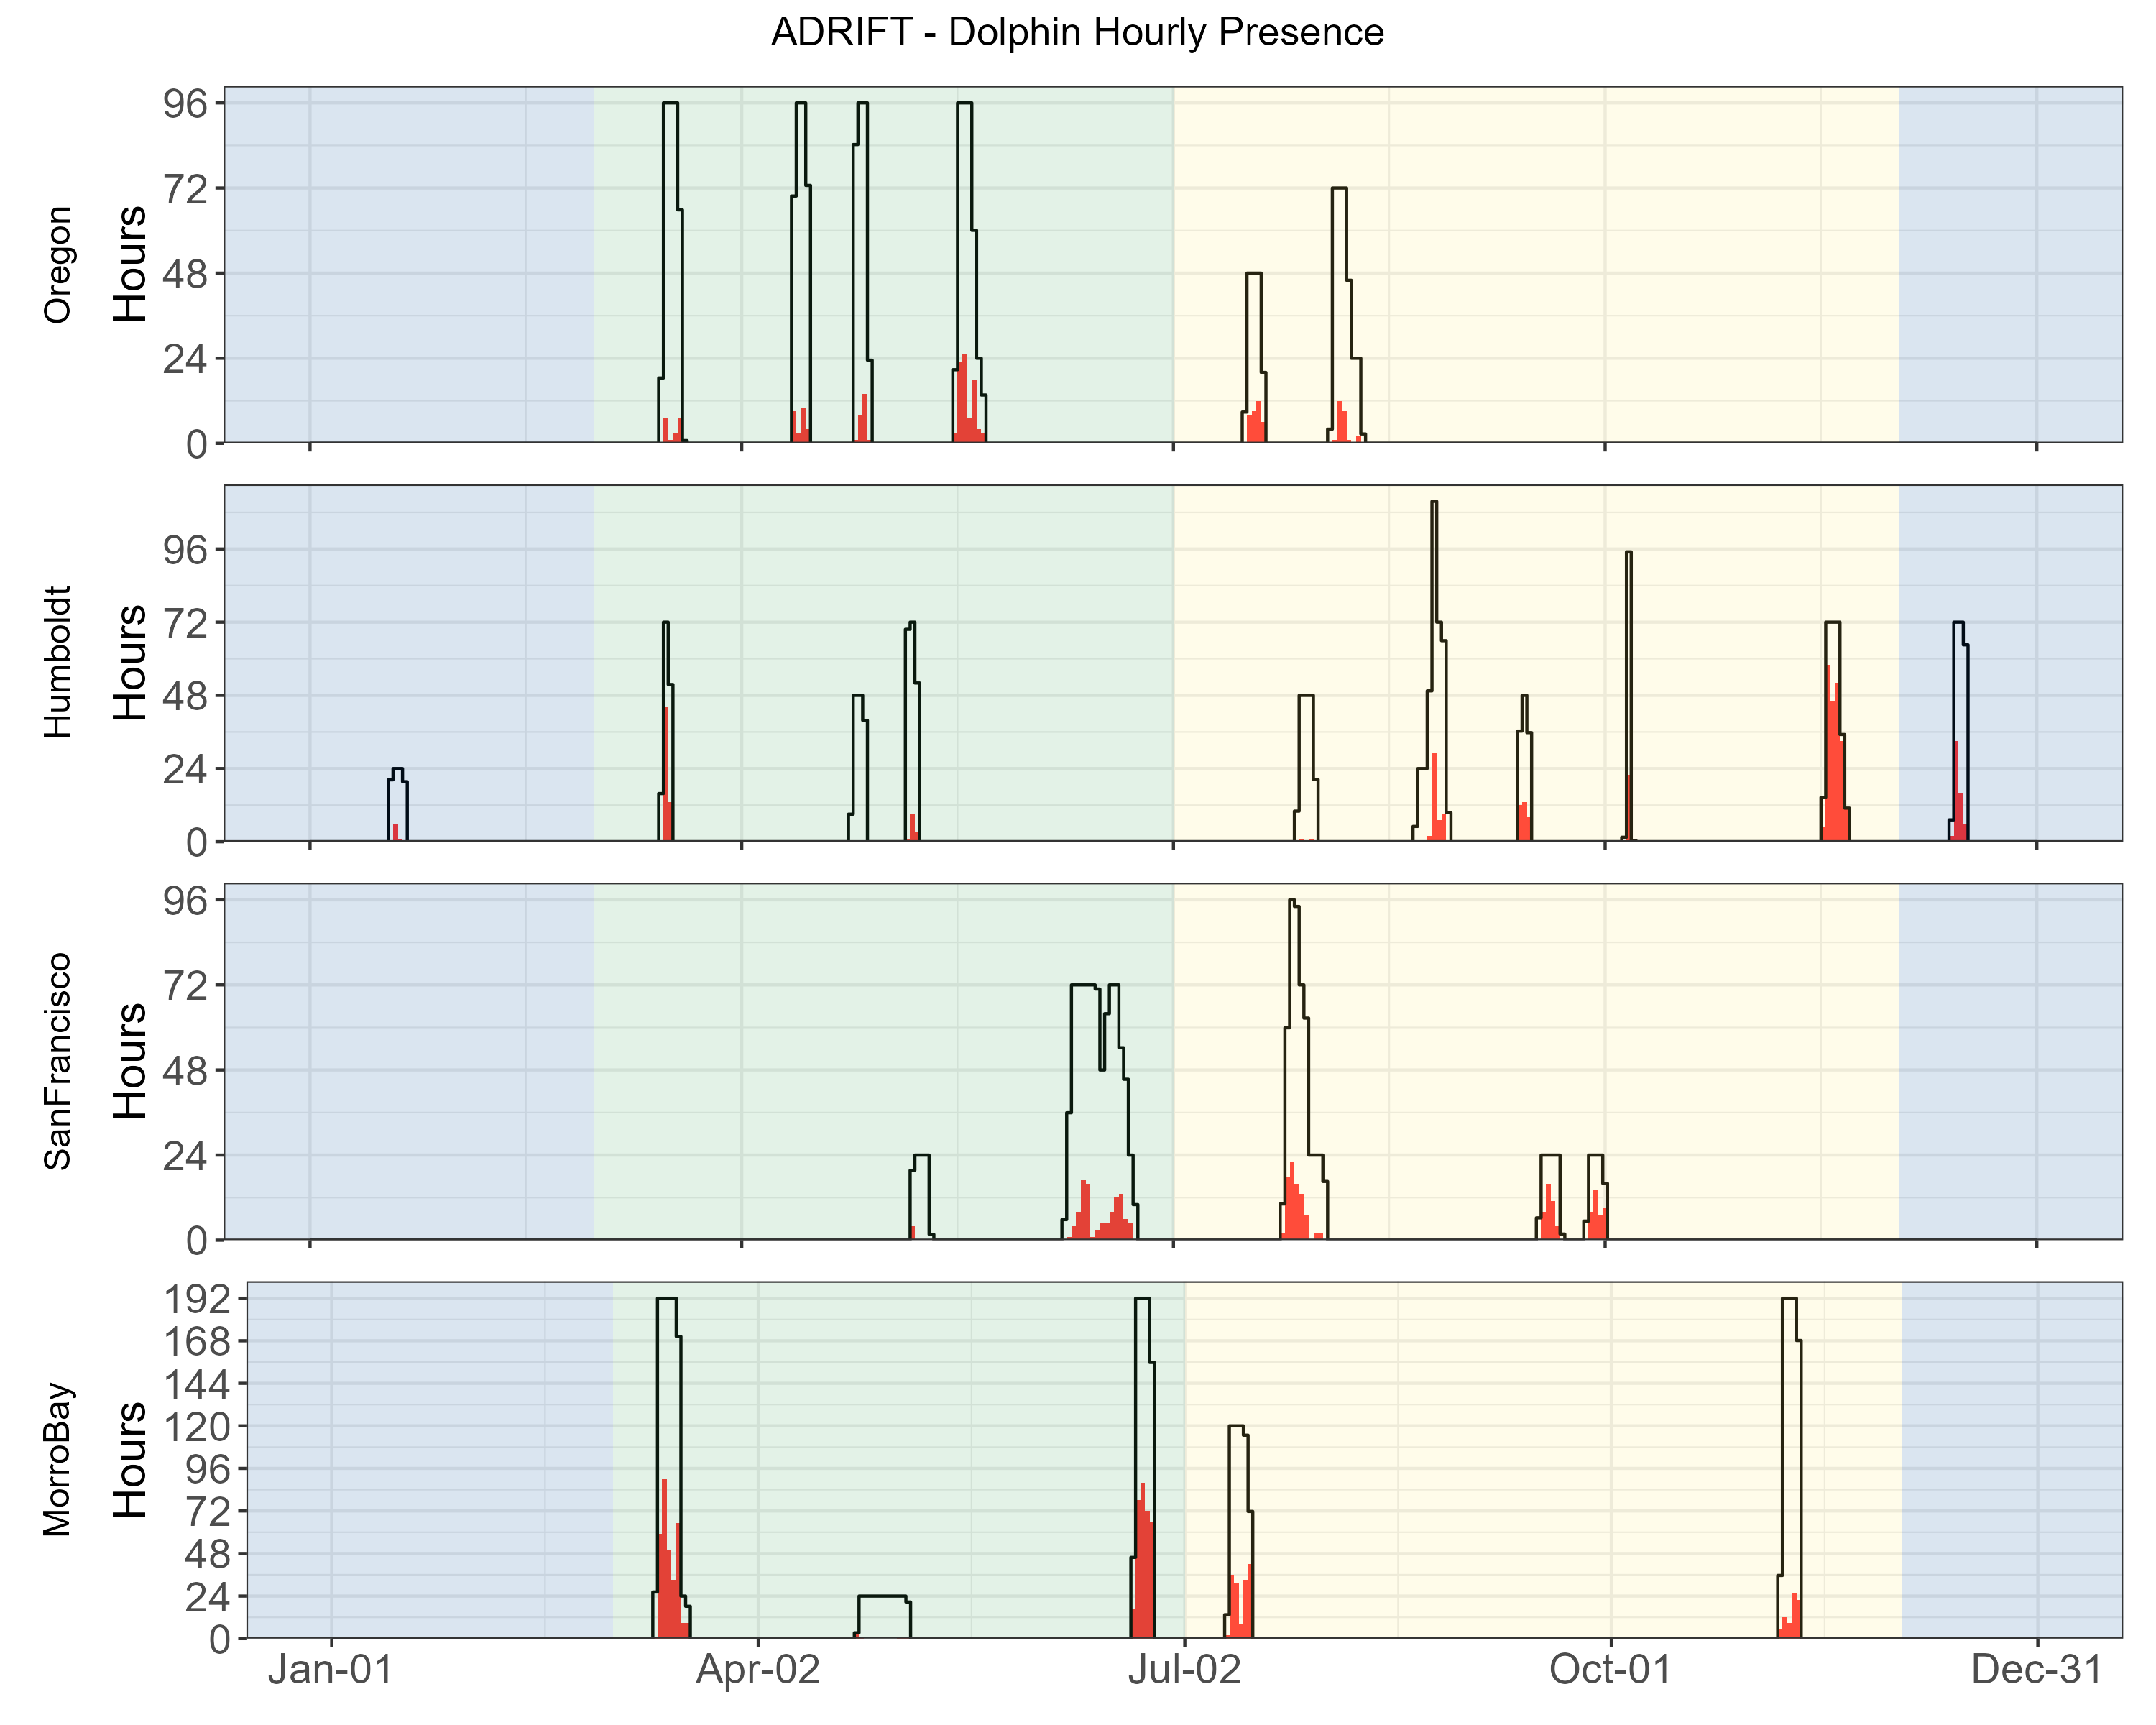 ADRIFT - Dolphin Hourly Presence
Oregon
Hours
96
72
48
24
0
Humboldt
Hours
96
72
48
24
0
SanFrancisco
Hours
96
72
48
24
0
MorroBay
Hours
192
168
144
120
96
72
48
24
0
Jan-01 Apr-02 Jul-02 Oct-01 Dec-31